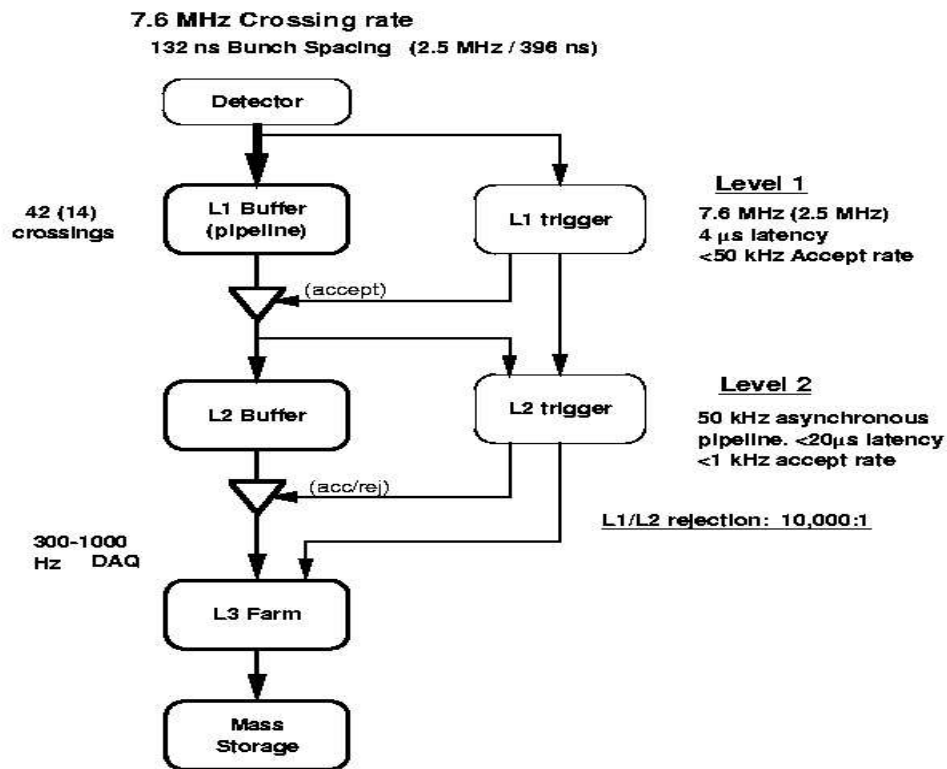 7.6 MHz Crossing rate
132 ns Bunch Spacing (2.5 MHz / 396 ns)
Detector
42 (14)
crossings
L1 Buffer
(pipeline)
L1 trigger
Level 1
7.6 MHz (2.5 MHz)
4 μs latency
<50 kHz Accept rate
(accept)
L2 Buffer
L2 trigger
Level 2
50 kHz asynchronous
pipeline. <20μs latency
<1 kHz accept rate
(acc/rej)
L1/L2 rejection: 10,000:1
300-1000
Hz DAQ
L3 Farm
Mass
Storage